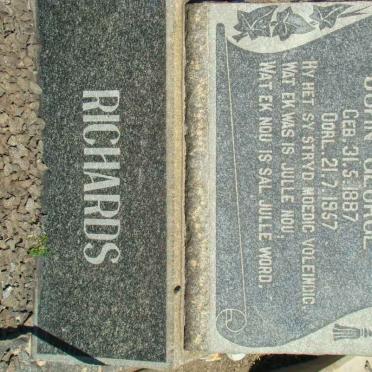 JOHN GEORGE
GEB. 31.5.1887
OORL. 21.7.1957
HY HET SY STRYD MOEDIG VOLEINDIG.
WAT EK WAS IS JULLE NOU,
WAT EK NOU IS SAL JULLE WORD.
RICHARDS